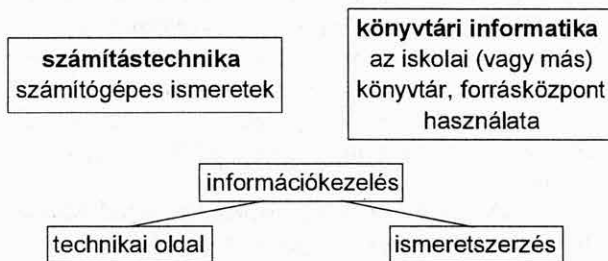 számítástechnika
számítógépes ismeretek
könyvtári informatika
az iskolai (vagy más)
könyvtár, forrásközpont
használata
információkezelés
technikai oldal
ismeretszerzés